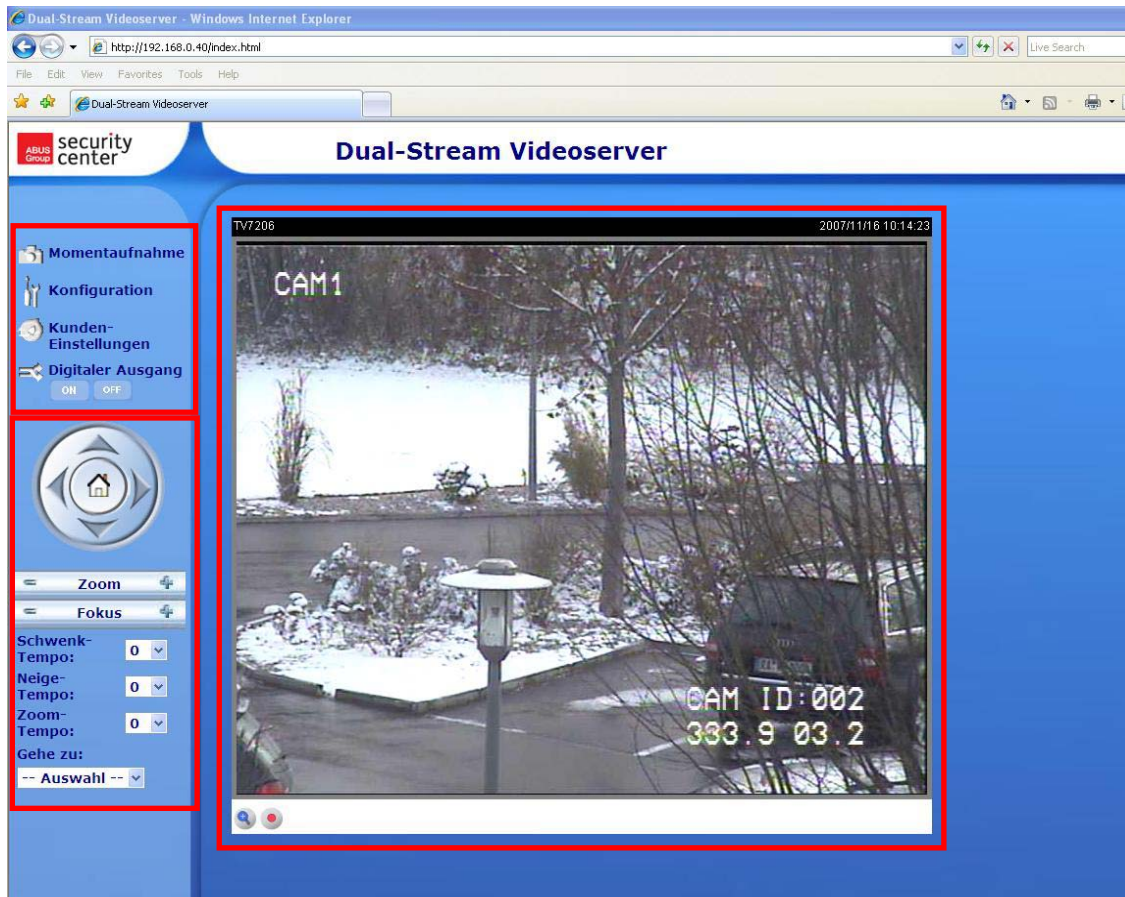 Dual-Stream Videoserver - Windows Internet Explorer
http://192.168.0.40/index.html
Live Search
File Edit View Favorites Tools Help
Dual-Stream Videoserver
ABUS Group security center
Dual-Stream Videoserver
TV7206 2007/11/16 10:14:23
CAM1
Momentaufnahme
Konfiguration
Kunden-
Einstellungen
Digitaler Ausgang
ON OFF
Zoom
Fokus
Schwenk-
Tempo: 0
Neige-
Tempo: 0
Zoom-
Tempo: 0
Gehe zu:
-- Auswahl --
CAM ID:002
333.9 03.2